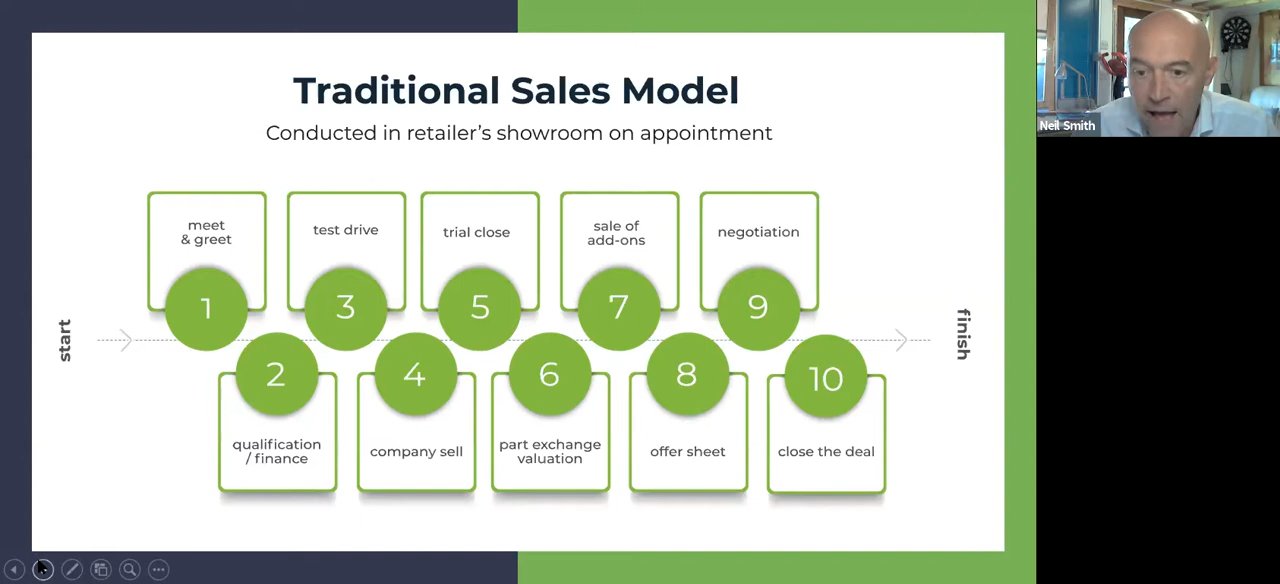 Traditional Sales Model
Conducted in retailer's showroom on appointment
Neil Smith
start
meet
& greet
1
2
qualification
/ finance
test drive
3
4
company sell
trial close
5
6
part exchange
valuation
sale of
add-ons
7
8
offer sheet
negotiation
9
10
close the deal
finish